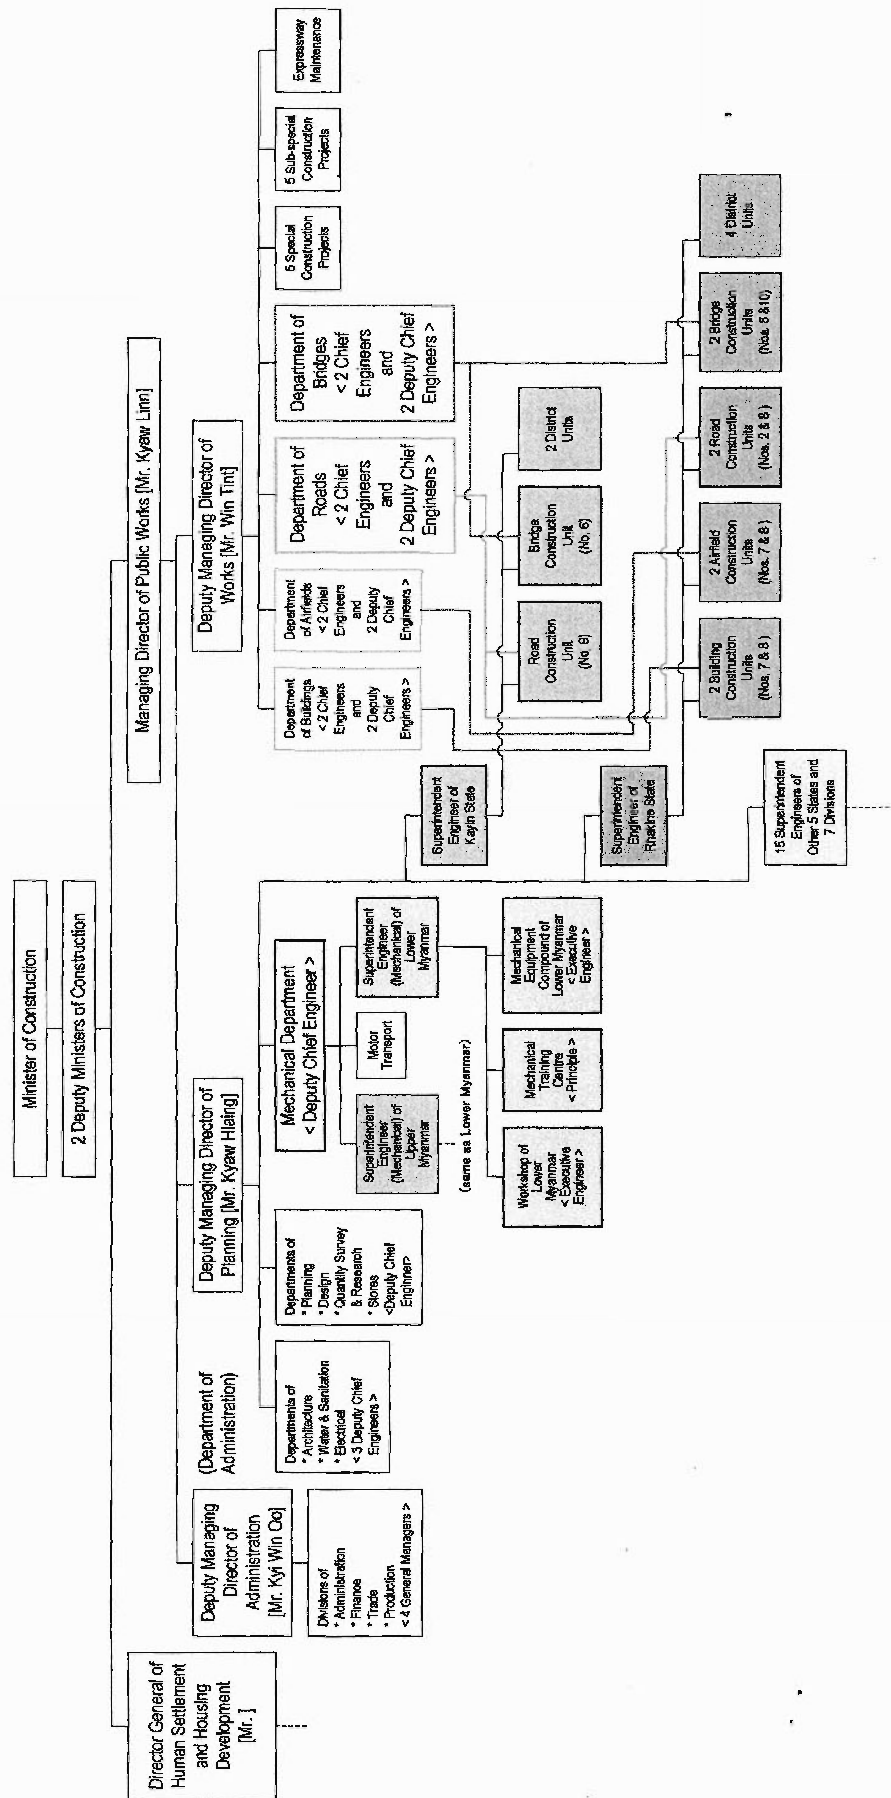 Minister of Construction
2 Deputy Ministers of Construction
Director General of
Human Settlement
and Housing
Development
[Mr. ]
Managing Director of Public Works [Mr. Kyaw Linn]
Deputy Managing
Director of
Administration
[Mr. Kyi Win Oo]
(Department of
Administration)
Deputy Managing Director of
Planning [Mr. Kyaw Hlaing]
Deputy Managing Director of
Works [Mr. Win Tint]
Divisions of
* Administration
* Finance
* Trade
* Production
< 4 General Managers >
Departments of
* Architecture
* Water & Sanitation
* Electrical
< 3 Deputy Chief
Engineers >
Departments of
* Planning
* Design
* Quantity Survey
& Research
* Stores
<Deputy Chief
Enginner>
Mechanical Department
< Deputy Chief Engineer >
Department
of Buildings
< 2 Chief
Engineers
and
2 Deputy
Chief
Engineers >
Department
of Airfields
< 2 Chief
Engineers
and
2 Deputy
Chief
Engineers >
Department of
Roads
< 2 Chief
Engineers
and
2 Deputy Chief
Engineers >
Department of
Bridges
< 2 Chief
Engineers
and
2 Deputy Chief
Engineers >
5 Special
Construction
Projects
5 Sub-special
Construction
Projects
Expressway
Maintenance
Superintendent
Engineer
(Mechanical) of
Upper
Myanmar
Motor
Transport
Superintendent
Engineer
(Mechanical) of
Lower
Myanmar
(same as Lower Myanmar)
Workshop of
Lower
Myanmar
< Executive
Engineer >
Mechanical
Training
Centre
< Principle >
Mechanical
Equipment
Compound of
Lower Myanmar
< Executive
Engineer >
Superintendent
Engineer of
Kayin State
Road
Construction
Unit
Bridge
Construction
Unit
(No. 6)
2 District
Units
Superintendent
Engineer of
Rhakine State
2 Building
Construction
Units
(Nos. 7 & 8)
2 Airfield
Construction
Units
(Nos. 7 & 8)
2 Road
Construction
Units
(Nos. 2 & 8)
2 Bridge
Construction
Units
4 District
Units
15 Superintendent
Engineers of
Other 5 States and
7 Divisions